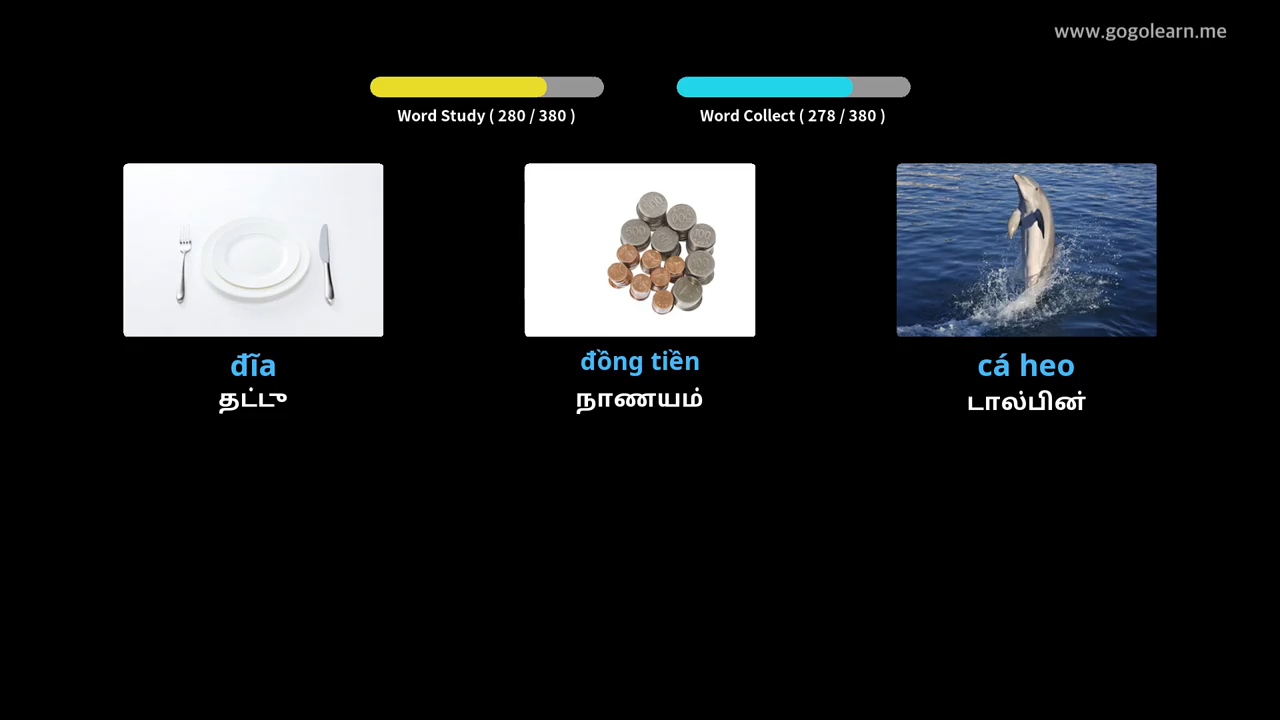 www.gogolearn.me
Word Study ( 280 / 380 )
Word Collect ( 278 / 380 )
đĩa
தட்டு
đồng tiền
நாணயம்
cá heo
டால்பின்